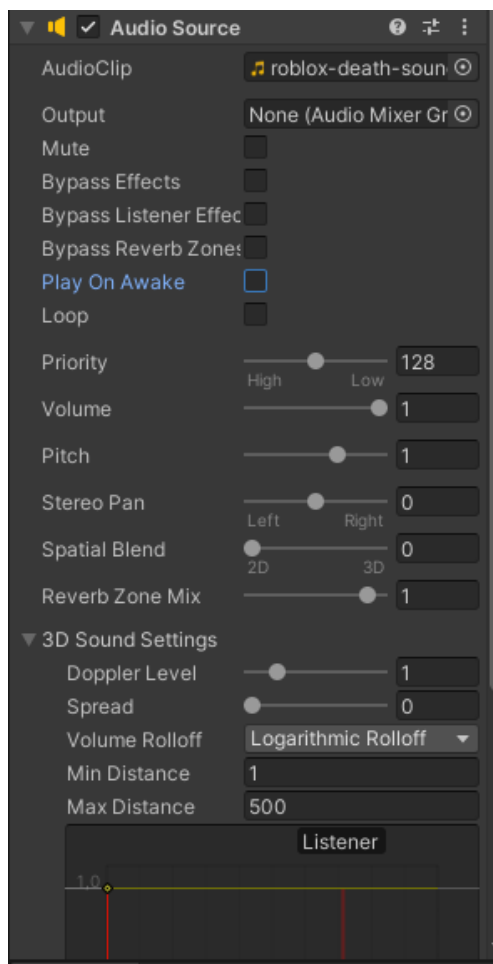 Audio Source
AudioClip roblox-death-soun
Output None (Audio Mixer Gr
Mute
Bypass Effects
Bypass Listener Effec
Bypass Reverb Zones
Play On Awake
Loop
Priority 128
High Low
Volume 1
Pitch 1
Stereo Pan 0
Left Right
Spatial Blend 0
2D 3D
Reverb Zone Mix 1
3D Sound Settings
Doppler Level 1
Spread 0
Volume Rolloff Logarithmic Rolloff
Min Distance 1
Max Distance 500
Listener
1,0